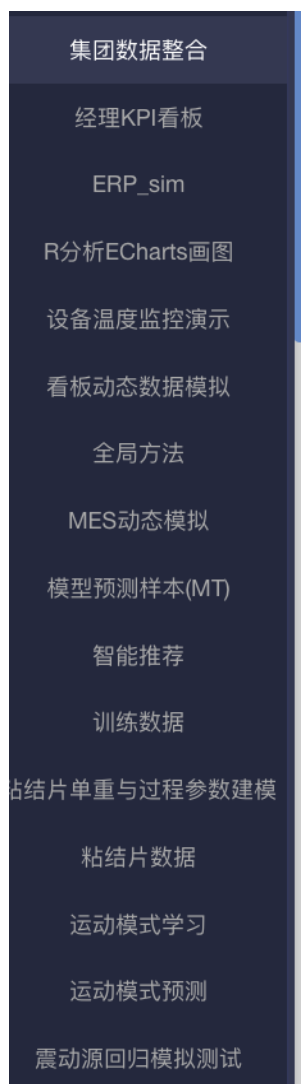 集团数据整合
经理KPI看板
ERP_sim
R分析ECharts画图
设备温度监控演示
看板动态数据模拟
全局方法
MES动态模拟
模型预测样本(MT)
智能推荐
训练数据
粘结片单重与过程参数建模
粘结片数据
运动模式学习
运动模式预测
震动源回归模拟测试